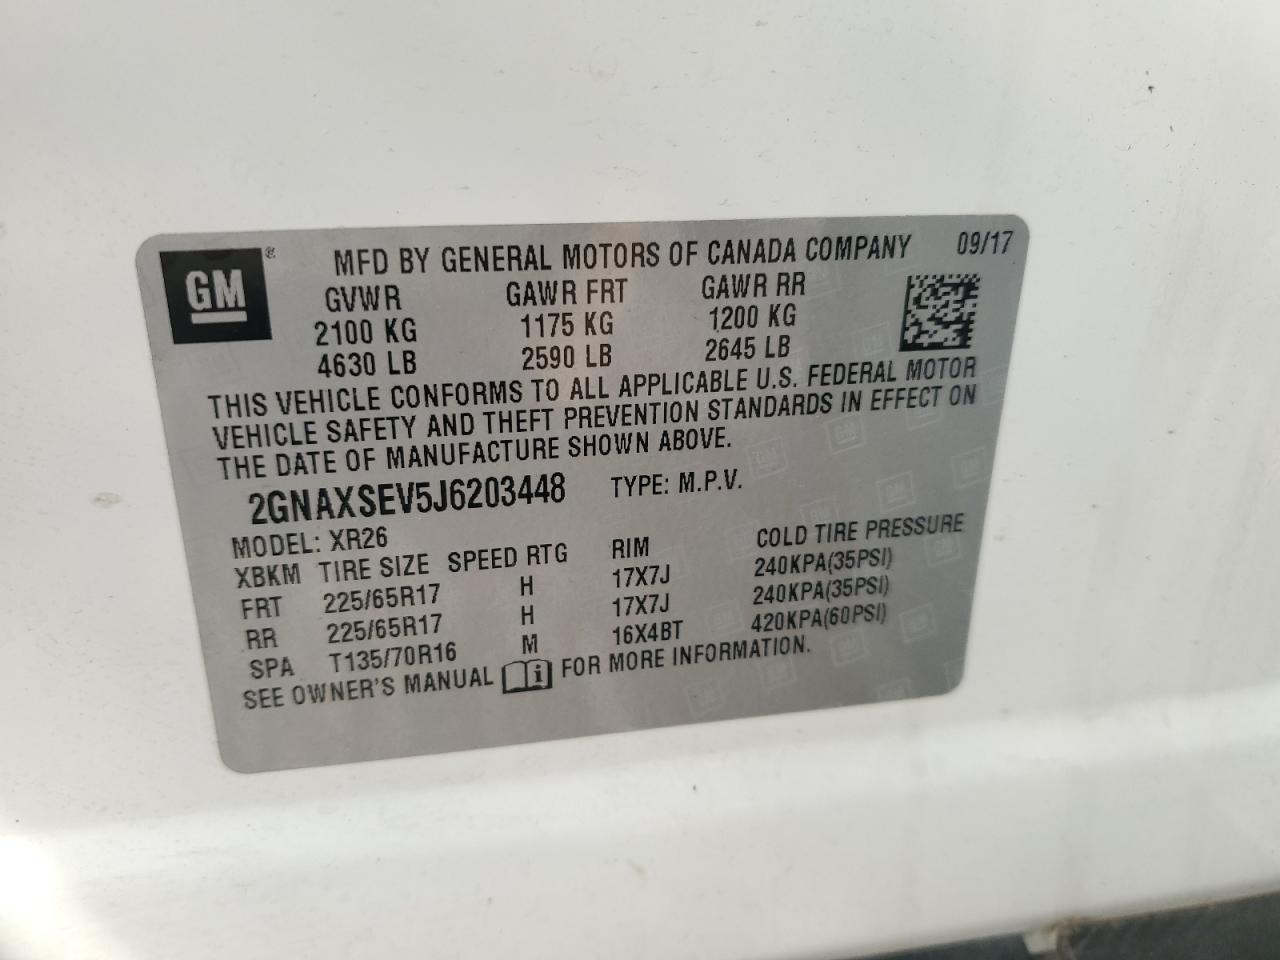 GM ® MFD BY GENERAL MOTORS OF CANADA COMPANY 09/17
GVWR GAWR FRT GAWR RR
2100 KG 1175 KG 1200 KG
4630 LB 2590 LB 2645 LB
THIS VEHICLE CONFORMS TO ALL APPLICABLE U.S. FEDERAL MOTOR
VEHICLE SAFETY AND THEFT PREVENTION STANDARDS IN EFFECT ON
THE DATE OF MANUFACTURE SHOWN ABOVE.
2GNAXSEV5J6203448 TYPE: M.P.V.
MODEL: XR26
XBKM TIRE SIZE SPEED RTG RIM COLD TIRE PRESSURE
FRT 225/65R17 H 17X7J 240KPA(35PSI)
RR 225/65R17 H 17X7J 240KPA(35PSI)
SPA T135/70R16 M 16X4BT 420KPA(60PSI)
SEE OWNER'S MANUAL i FOR MORE INFORMATION.